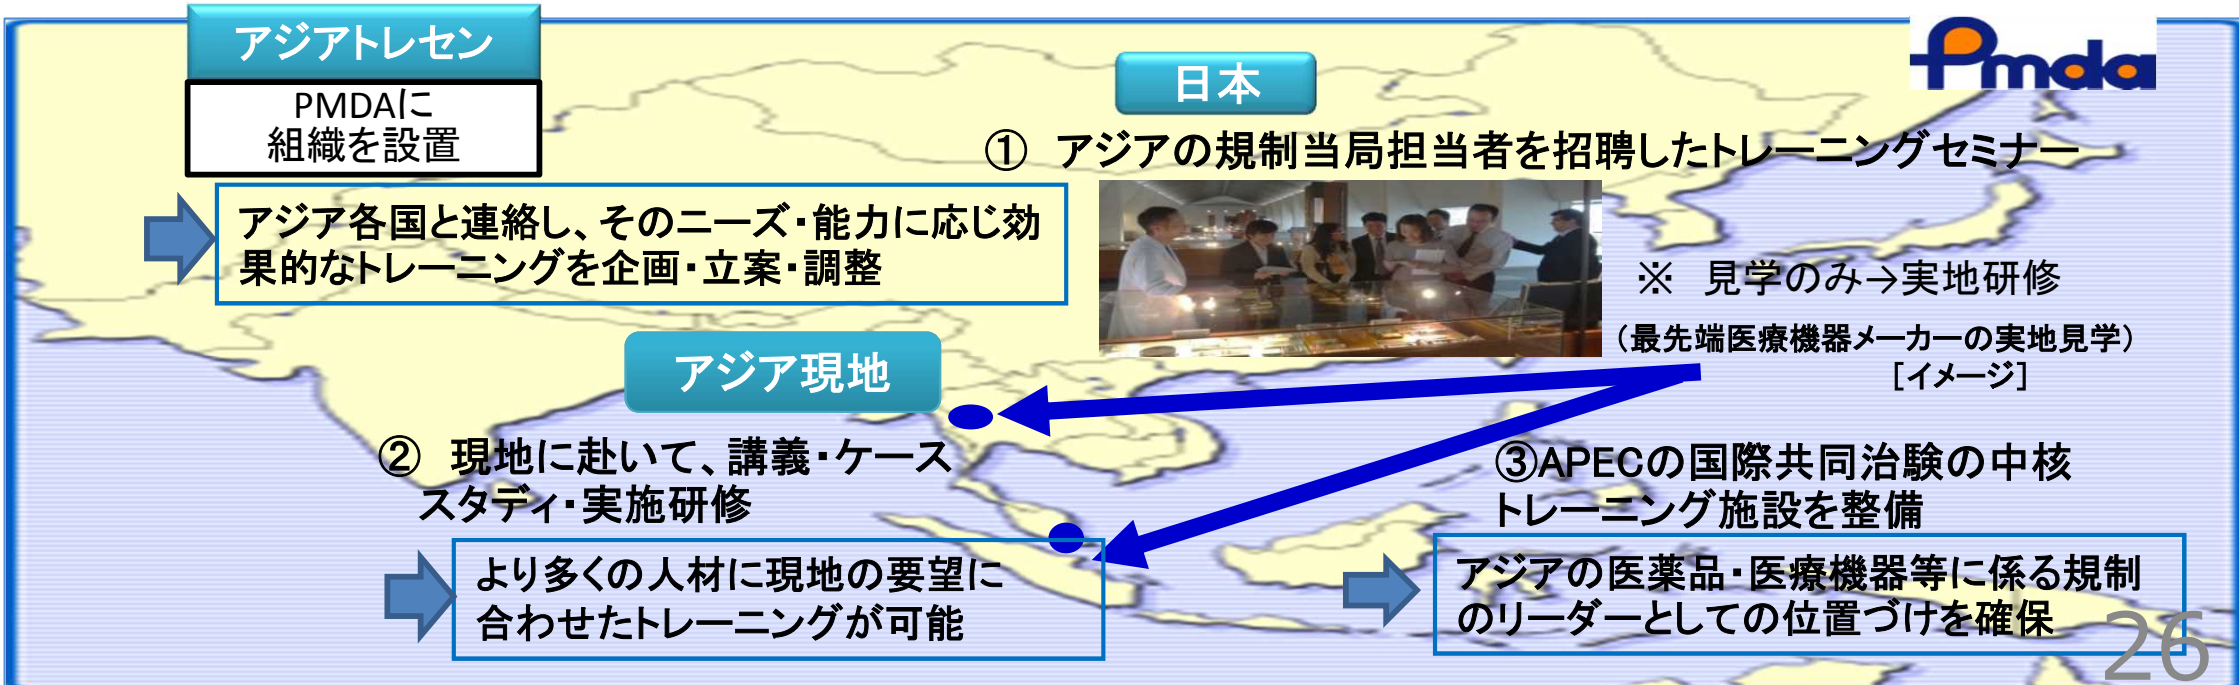 アジアトレセン
PMDAに
組織を設置
アジア各国と連絡し、そのニーズ・能力に応じ効
果的なトレーニングを企画・立案・調整
日本
Pmda
① アジアの規制当局担当者を招聘したトレーニングセミナー
※ 見学のみ→実地研修
（最先端医療機器メーカーの実地見学）
［イメージ］
アジア現地
② 現地に赴いて、講義・ケース
スタディ・実施研修
より多くの人材に現地の要望に
合わせたトレーニングが可能
③APECの国際共同治験の中核
トレーニング施設を整備
アジアの医薬品・医療機器等に係る規制
のリーダーとしての位置づけを確保
26